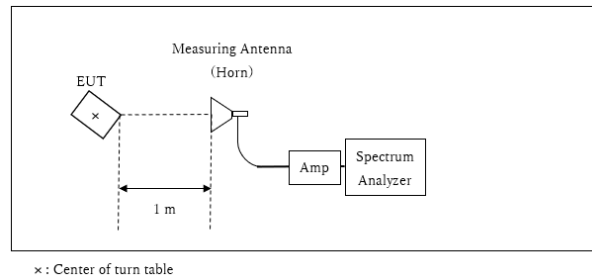 Measuring Antenna
(Horn)
EUT
×
Amp
Spectrum
Analyzer
1 m
× : Center of turn table